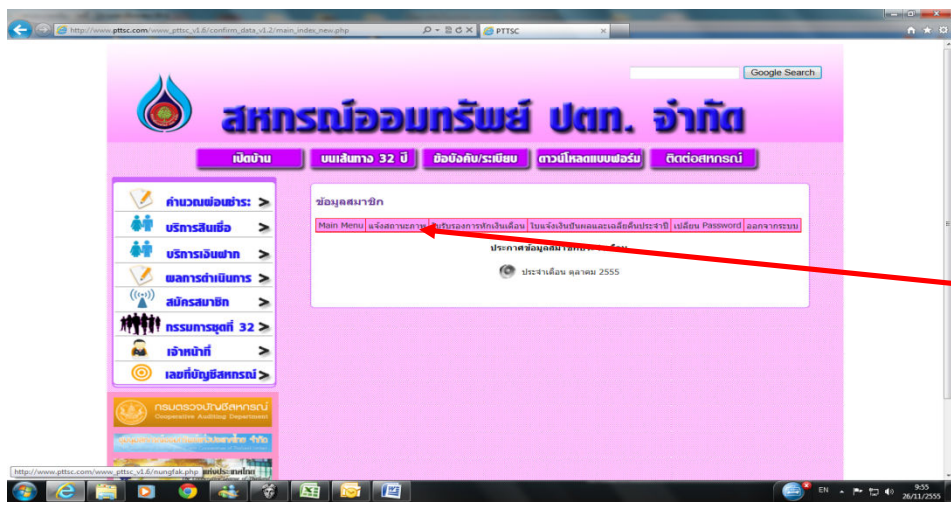 http://www.pttsc.com/www_pttsc_v1.6/confirm_data_v1.2/main_index_new.php
PTTSC
Google Search
สหกรณ์ออมทรัพย์ ปตท. จำกัด
เปิดบ้าน
บนเส้นทาง 32 ปี
ข้อบังคับ/ระเบียบ
ดาวน์โหลดแบบฟอร์ม
ติดต่อสหกรณ์
คำนวณผ่อนชำระ >
บริการสินเชื่อ >
บริการเงินฝาก >
ผลการดำเนินการ >
สมัครสมาชิก >
กรรมการชุดที่ 32 >
เจ้าหน้าที่ >
เลขที่บัญชีสหกรณ์ >
ข้อมูลสมาชิก
Main Menu แจ้งสถานะภาพ ใบรับรองการหักเงินเดือน ใบแจ้งเงินปันผลและเฉลี่ยคืนประจำปี เปลี่ยน Password ออกจากระบบ
ประจำเดือน ตุลาคม 2555
กรมตรวจบัญชีสหกรณ์
Cooperative Auditing Department
http://www.pttsc.com/www_pttsc_v1.6/nungfak.php
EN
9:55
26/11/2555